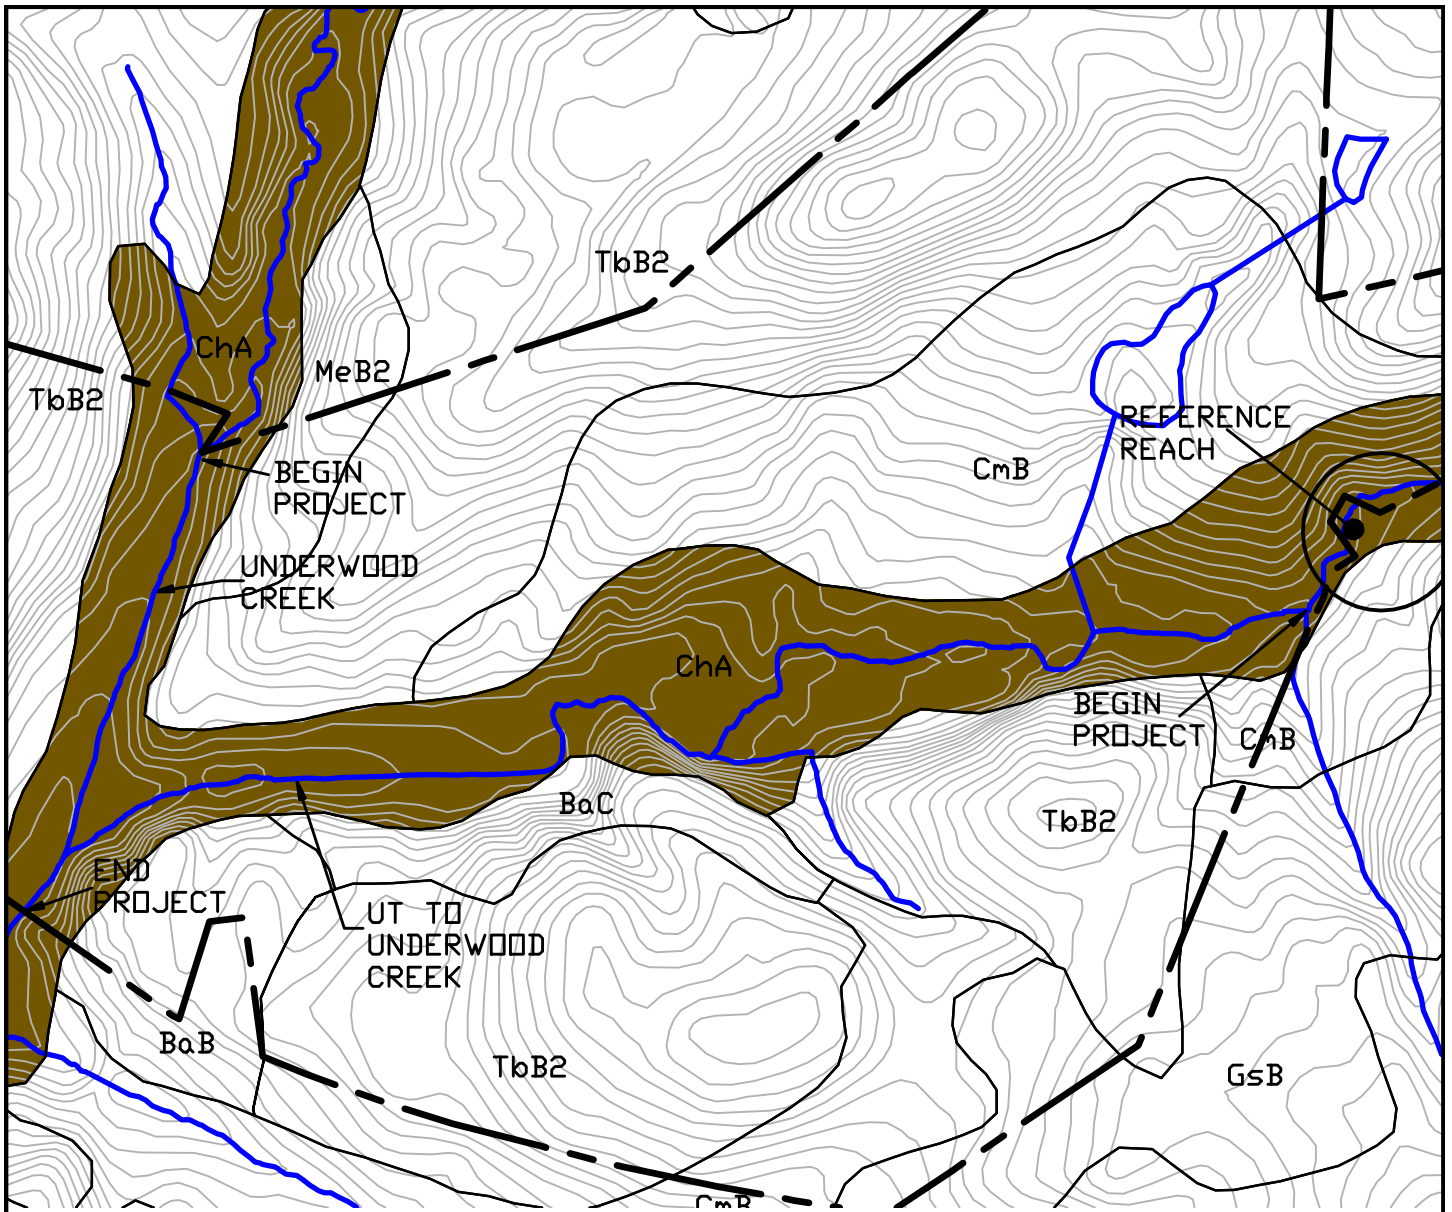 TbB2
ChA
MeB2
TbB2
REFERENCE
REACH
CmB
BEGIN
PROJECT
UNDERWOOD
CREEK
ChA
BEGIN
PROJECT
CmB
BaC
TbB2
END
PROJECT
UT TO
UNDERWOOD
CREEK
BaB
TbB2
GsB
CmB